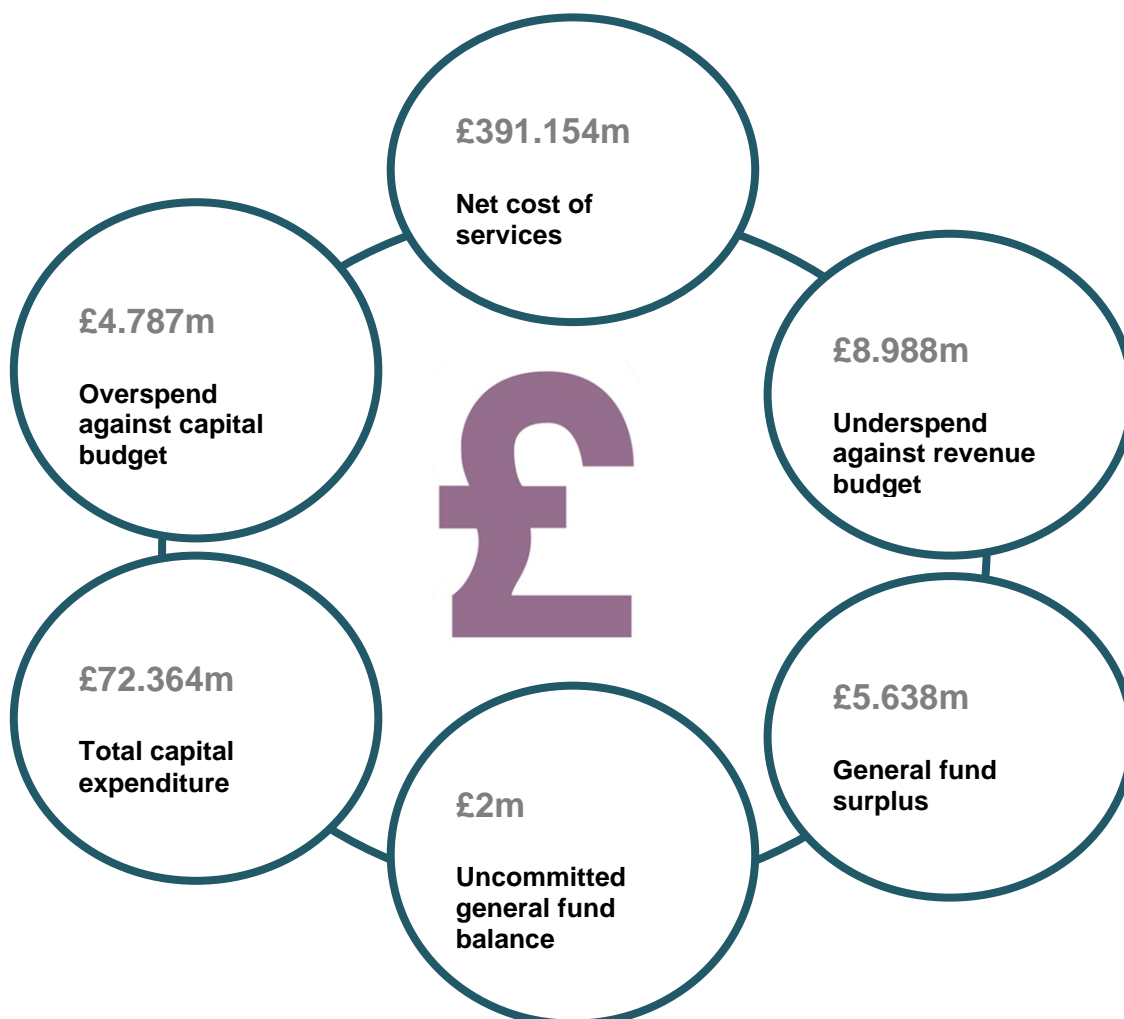 £391.154m
Net cost of
services
£4.787m
Overspend
against capital
budget
£8.988m
Underspend
against revenue
budget
£
£72.364m
Total capital
expenditure
£5.638m
General fund
surplus
£2m
Uncommitted
general fund
balance